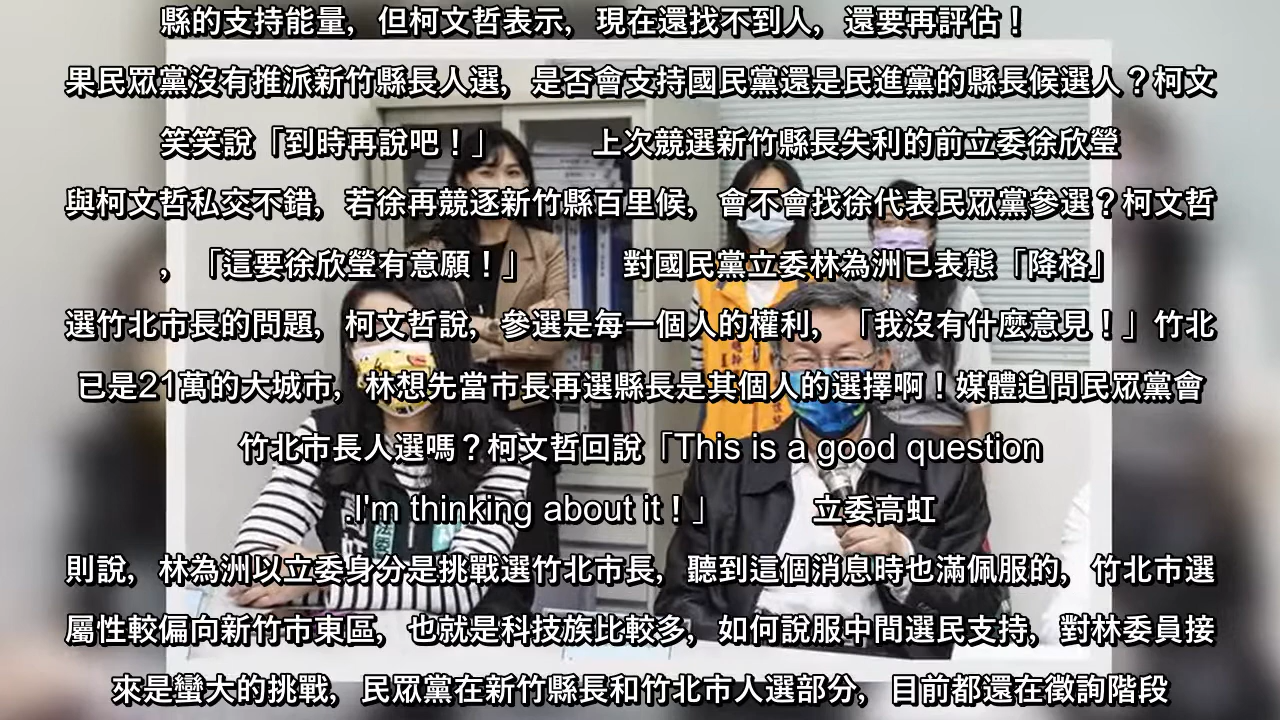 縣的支持能量，但柯文哲表示，現在還找不到人，還要再評估！
果民眾黨沒有推派新竹縣長人選，是否會支持國民黨還是民進黨的縣長候選人？柯文
笑笑說「到時再說吧！」 上次競選新竹縣長失利的前立委徐欣瑩
與柯文哲私交不錯，若徐再競逐新竹縣百里候，會不會找徐代表民眾黨參選？柯文哲
，「這要徐欣瑩有意願！」 對國民黨立委林為洲已表態「降格」
選竹北市長的問題，柯文哲說，參選是每一個人的權利，「我沒有什麼意見！」竹北
已是21萬的大城市，林想先當市長再選縣長是其個人的選擇啊！媒體追問民眾黨會
竹北市長人選嗎？柯文哲回說「This is a good question
.I'm thinking about it！」 立委高虹
則說，林為洲以立委身分是挑戰選竹北市長，聽到這個消息時也滿佩服的，竹北市選
屬性較偏向新竹市東區，也就是科技族比較多，如何說服中間選民支持，對林委員接
來是蠻大的挑戰，民眾黨在新竹縣長和竹北市人選部分，目前都還在徵詢階段